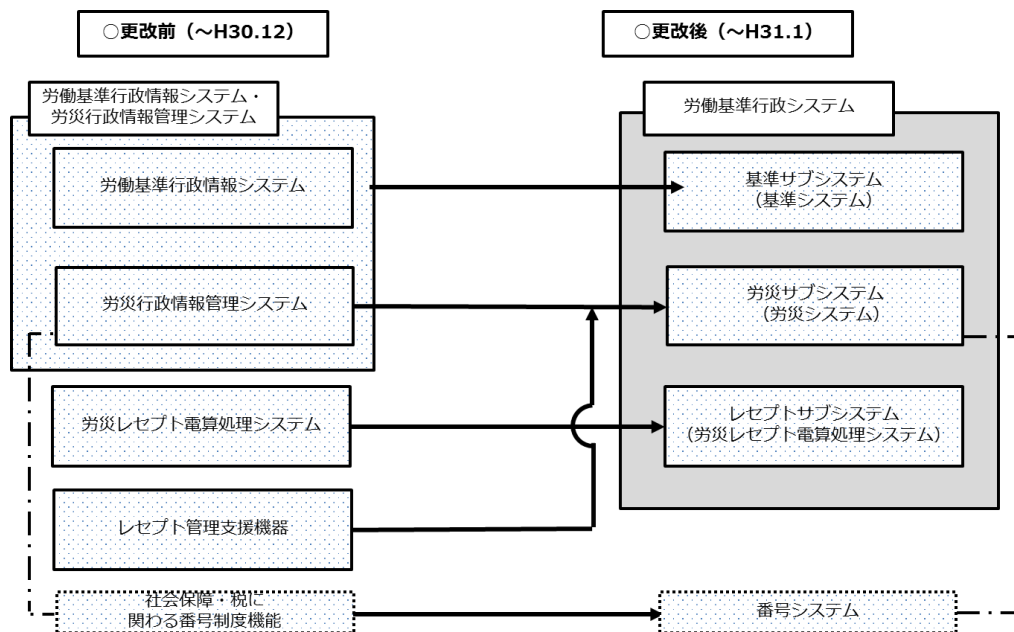 ○更改前（～H30.12）
○更改後（～H31.1）
労働基準行政情報システム・
労災行政情報管理システム
労働基準行政システム
労働基準行政情報システム
基準サブシステム
（基準システム）
労災行政情報管理システム
労災サブシステム
（労災システム）
労災レセプト電算処理システム
レセプトサブシステム
（労災レセプト電算処理システム）
レセプト管理支援機器
社会保障・税に
関わる番号制度機能
番号システム